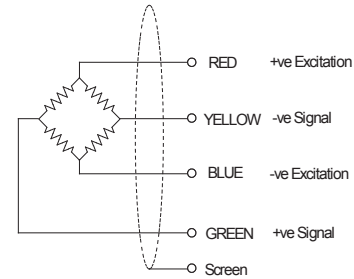 RED +ve Excitation
YELLOW -ve Signal
BLUE -ve Excitation
GREEN +ve Signal
Screen